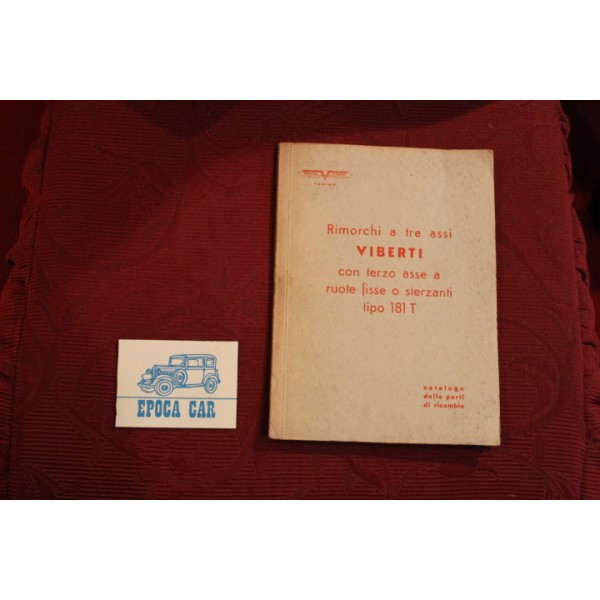 TORINO
Rimorchi a tre assi
VIBERTI
con terzo asse a
ruote fisse o sterzanti
tipo 181 T
catalogo
delle parti
di ricambio
EPOCA CAR